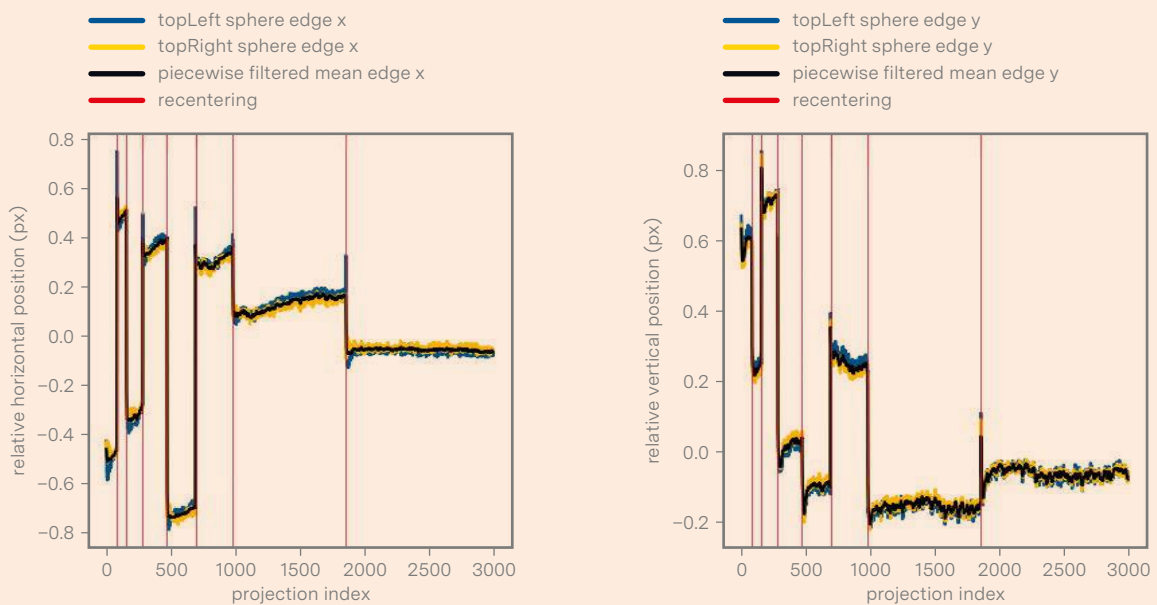 topLeft sphere edge x
topRight sphere edge x
piecewise filtered mean edge x
recentering
0.8
0.6
0.4
0.2
0.0
−0.2
−0.4
−0.6
−0.8
relative horizontal position (px)
0 500 1000 1500 2000 2500 3000
projection index
topLeft sphere edge y
topRight sphere edge y
piecewise filtered mean edge y
recentering
0.8
0.6
0.4
0.2
0.0
−0.2
relative vertical position (px)
0 500 1000 1500 2000 2500 3000
projection index